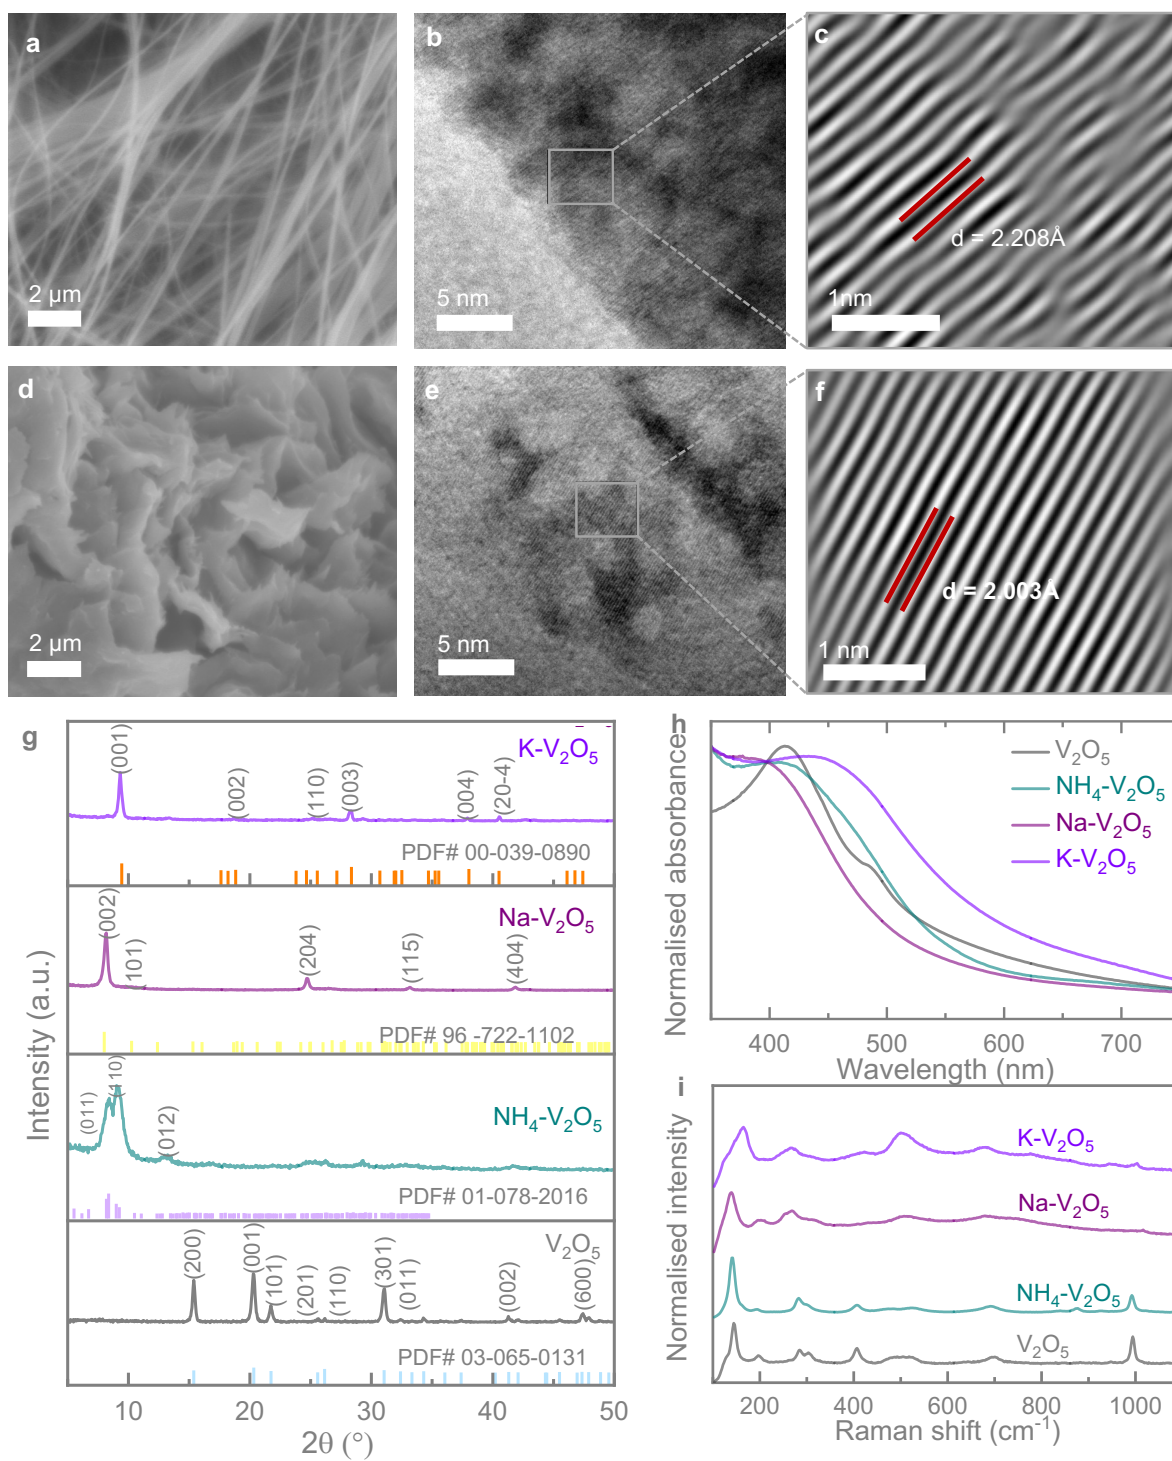 a
2 μm
b
5 nm
c
d = 2.208Å
1nm
d
2 μm
e
5 nm
f
d = 2.003Å
1 nm
g
Intensity (a.u.)
(001)
(002)
(110)
(003)
(004)
(20-4)
K-V₂O₅
PDF# 00-039-0890
(002)
(101)
(204)
(115)
(404)
Na-V₂O₅
PDF# 96 -722-1102
(011)
(110)
(012)
NH₄-V₂O₅
PDF# 01-078-2016
(200)
(001)
(101)
(201)
(110)
(301)
(011)
(002)
(600)
V₂O₅
PDF# 03-065-0131
10 20 30 40 50
2θ (°)
h
Normalised absorbance
V₂O₅
NH₄-V₂O₅
Na-V₂O₅
K-V₂O₅
400 500 600 700
Wavelength (nm)
i
Normalised intensity
K-V₂O₅
Na-V₂O₅
NH₄-V₂O₅
V₂O₅
200 400 600 800 1000
Raman shift (cm⁻¹)